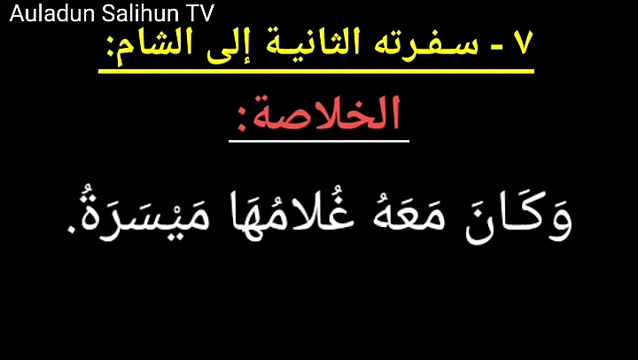 Auladun Salihun TV
٧ - سفرته الثانية إلى الشام:
الخلاصة:
وَكَانَ مَعَهُ غُلامُهَا مَيْسَرَةُ.